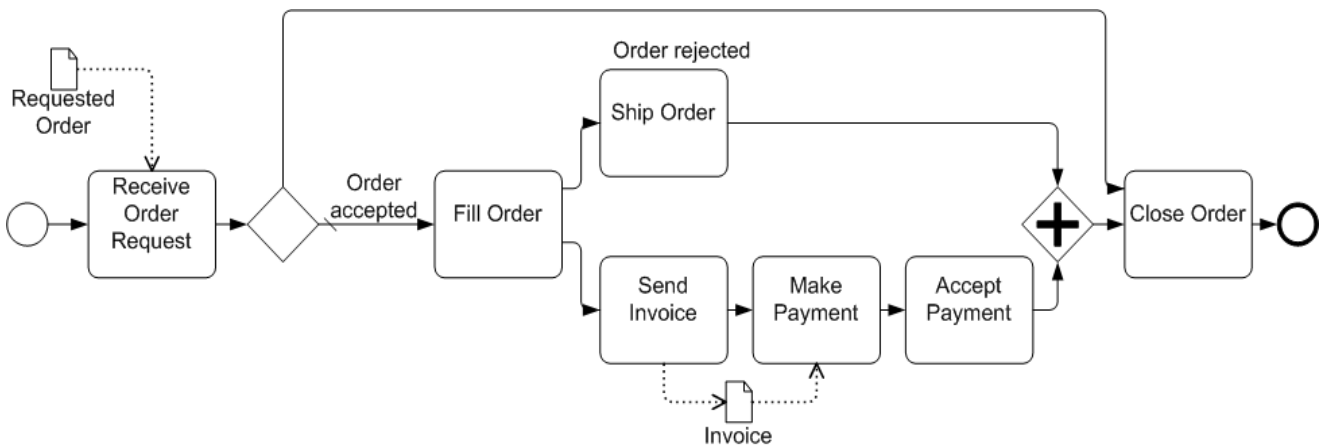 Order rejected
Requested
Order
Ship Order
Receive
Order
Request
Order
accepted
Fill Order
Close Order
Send
Invoice
Make
Payment
Accept
Payment
Invoice